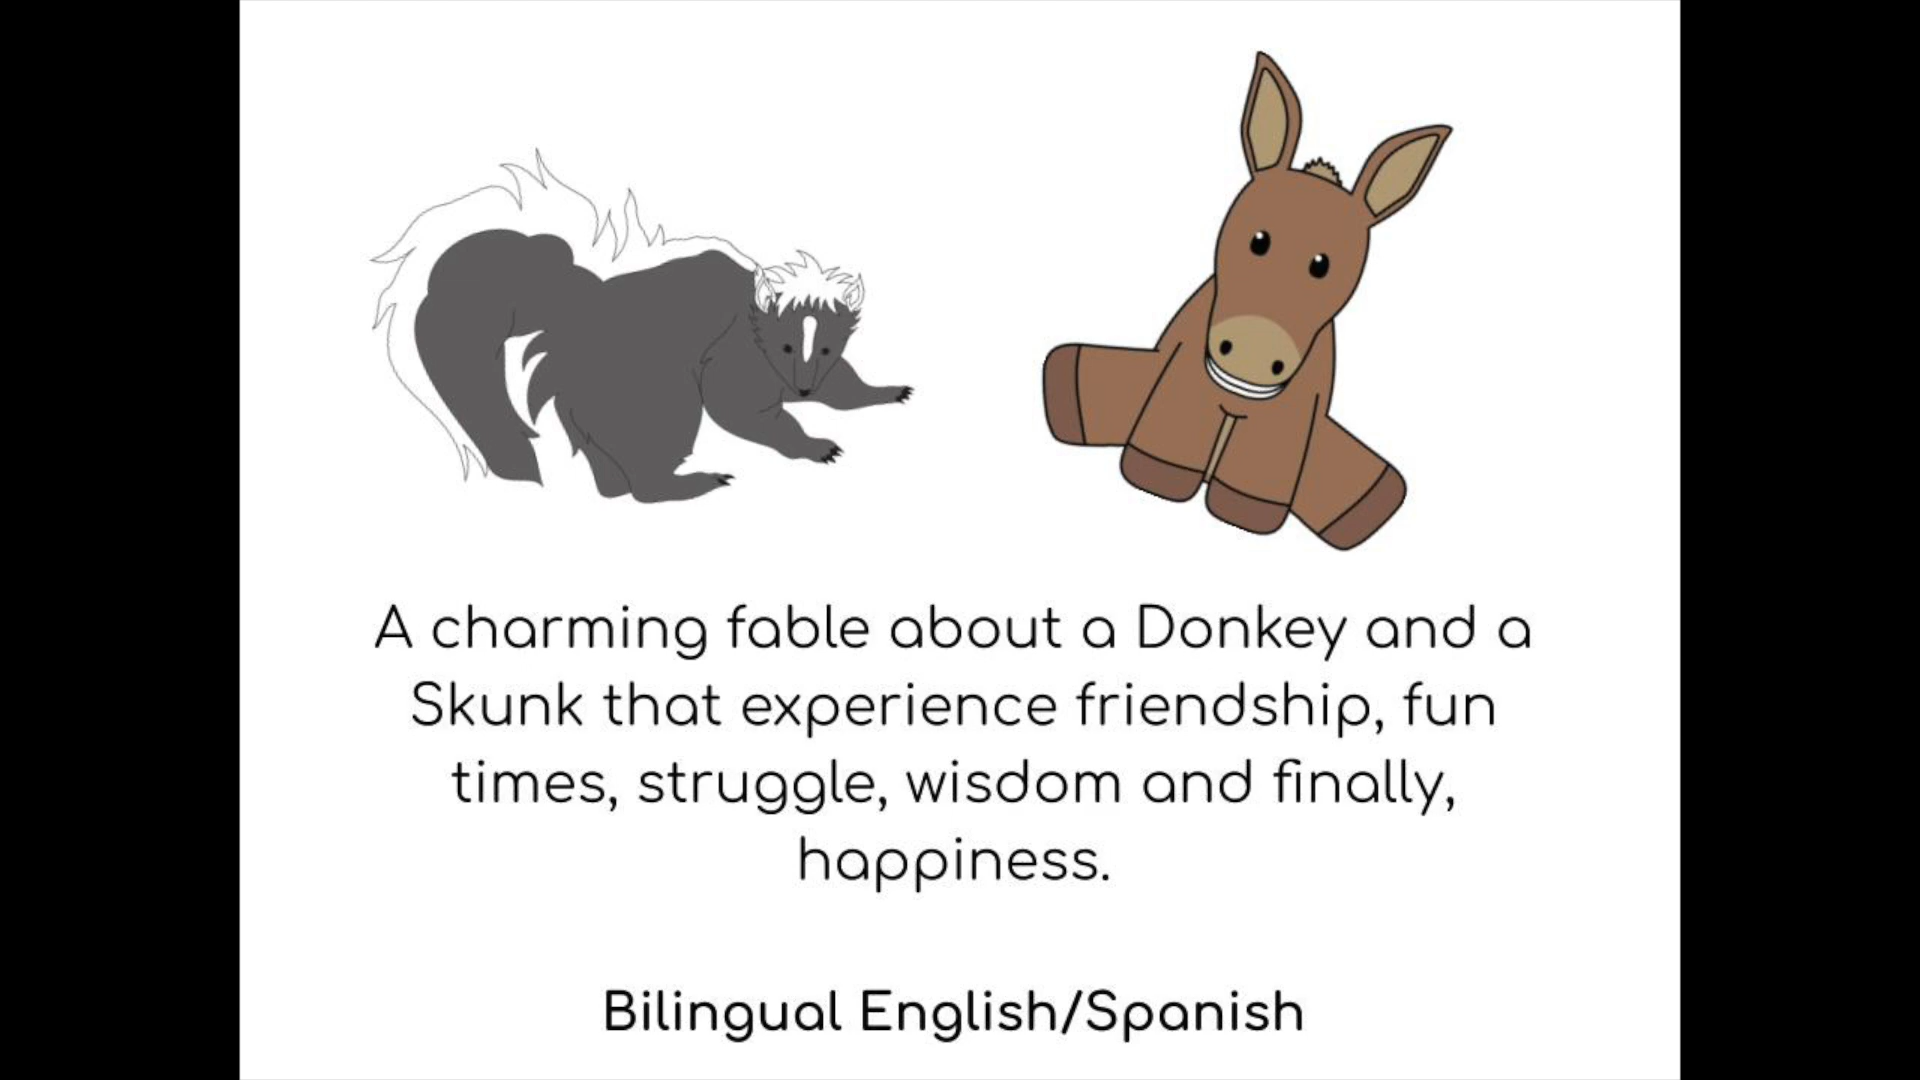 A charming fable about a Donkey and a
Skunk that experience friendship, fun
times, struggle, wisdom and finally,
happiness.
Bilingual English/Spanish